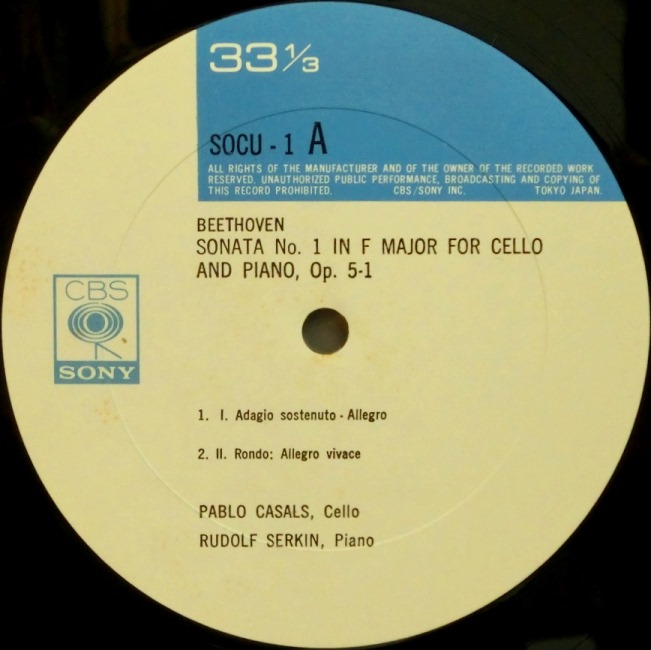 33 1/3
SOCU - 1 A
ALL RIGHTS OF THE MANUFACTURER AND OF THE OWNER OF THE RECORDED WORK
RESERVED. UNAUTHORIZED PUBLIC PERFORMANCE, BROADCASTING AND COPYING OF
THIS RECORD PROHIBITED. CBS/SONY INC. TOKYO JAPAN.
BEETHOVEN
SONATA No. 1 IN F MAJOR FOR CELLO
AND PIANO, Op. 5-1
CBS
SONY
1. I. Adagio sostenuto - Allegro
2. II. Rondo: Allegro vivace
PABLO CASALS, Cello
RUDOLF SERKIN, Piano